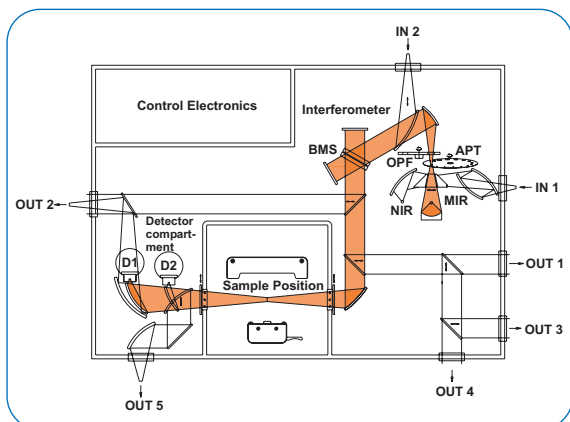 IN 2
Control Electronics
Interferometer
BMS
OPF
APT
IN 1
NIR
MIR
OUT 2
Detector
compart-
ment
D1
D2
Sample Position
OUT 1
OUT 3
OUT 4
OUT 5